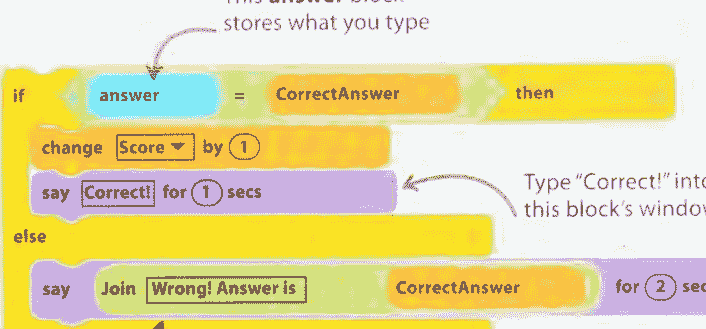 This answer block
stores what you type
if answer = CorrectAnswer then
change Score by 1
say Correct! for 1 secs
Type "Correct!" into
this block's window
else
say Join Wrong! Answer is CorrectAnswer for 2 sec